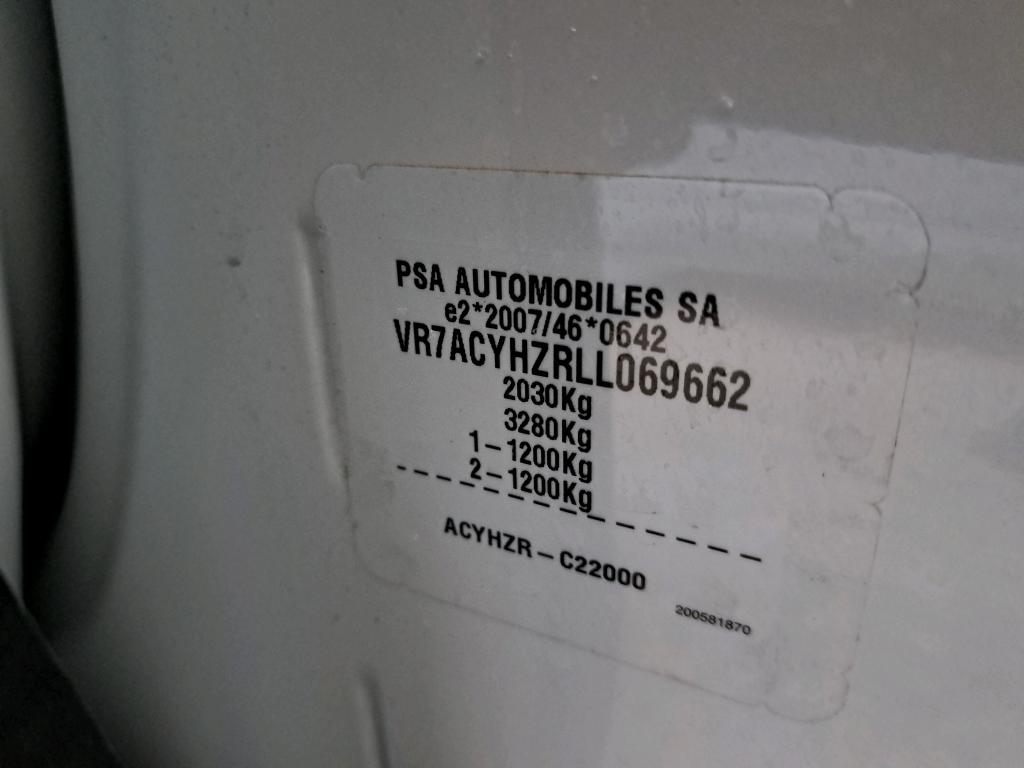 PSA AUTOMOBILES SA
e2*2007/46*0642
VR7ACYHZRLL069662
2030Kg
3280Kg
1-1200Kg
2-1200Kg
ACYHZR-C22000
200581870